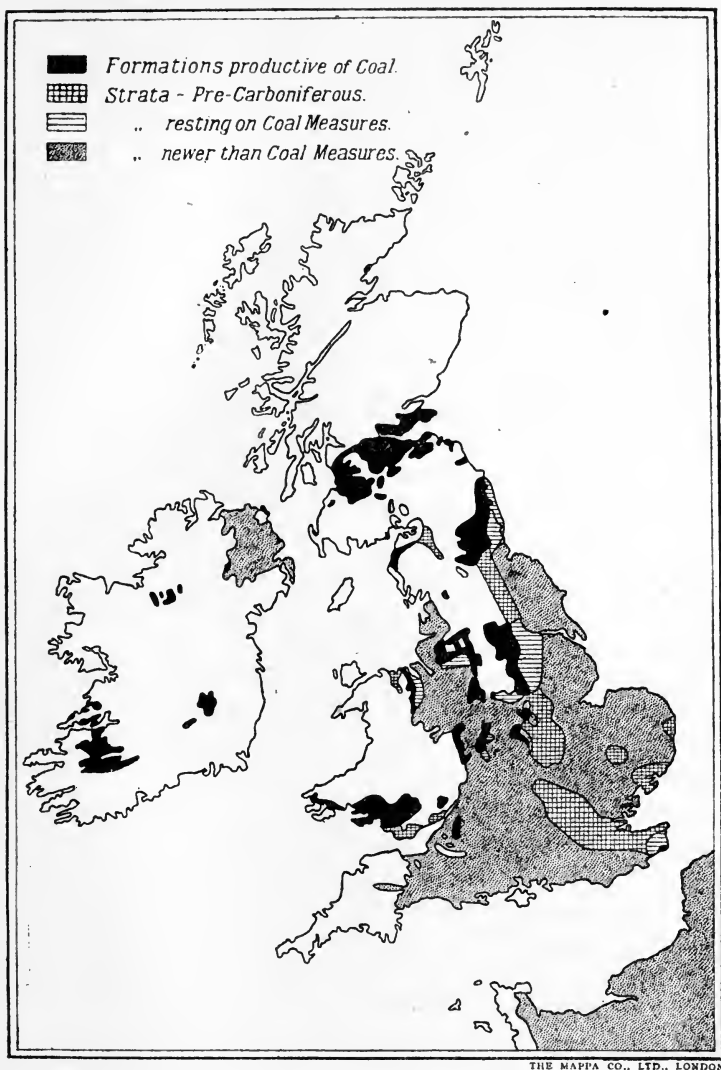 Formations productive of Coal.
Strata - Pre-Carboniferous.
„ resting on Coal Measures.
„ newer than Coal Measures.
THE MAPPA CO., LTD., LONDON